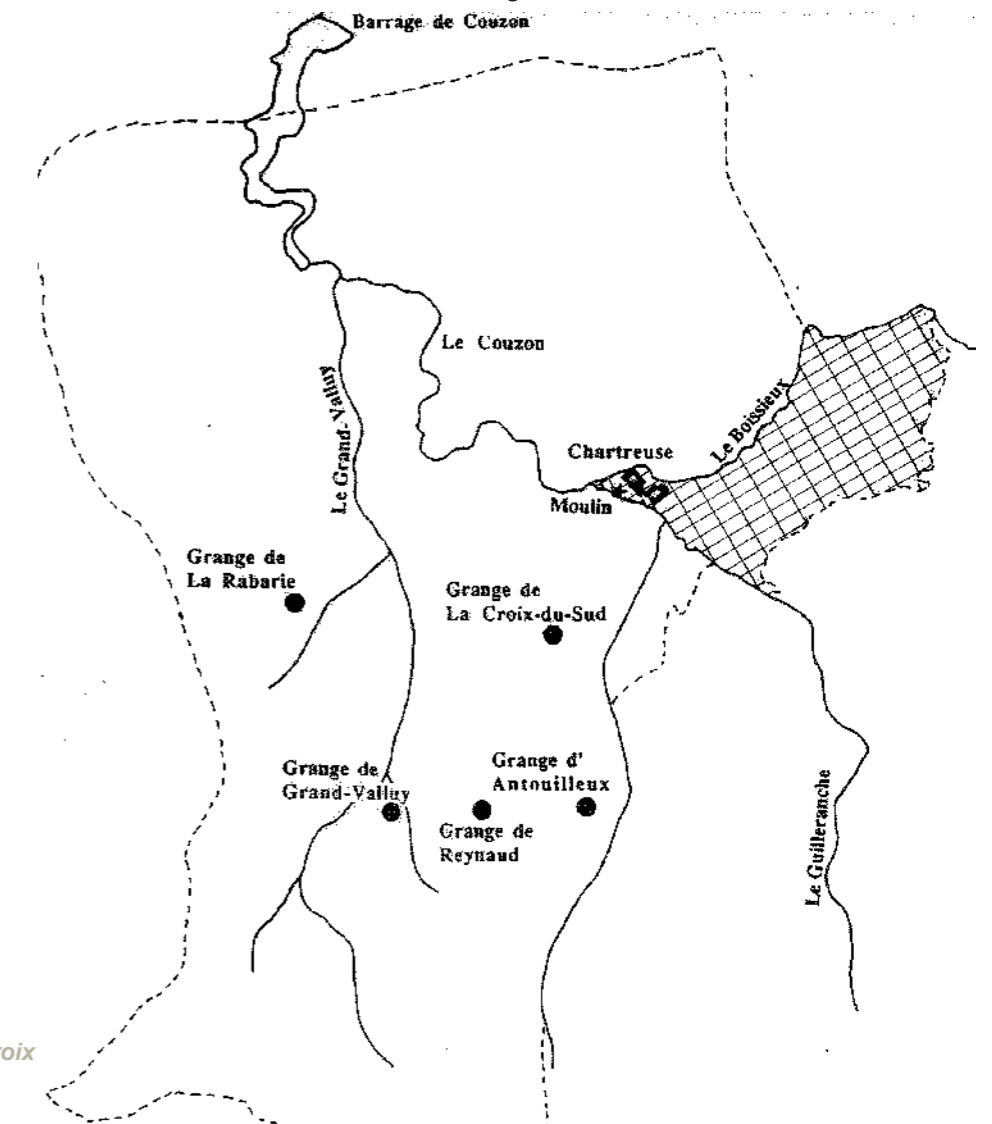 Barrage de Couzon
Le Couzon
Le Grand-Valluy
Le Boissieux
Chartreuse
Moulin
Grange de
La Rabarie
Grange de
La Croix-du-Sud
Grange de
Grand-Valluy
Grange d'
Antouilleux
Grange de
Reynaud
Le Guilleranche
roix